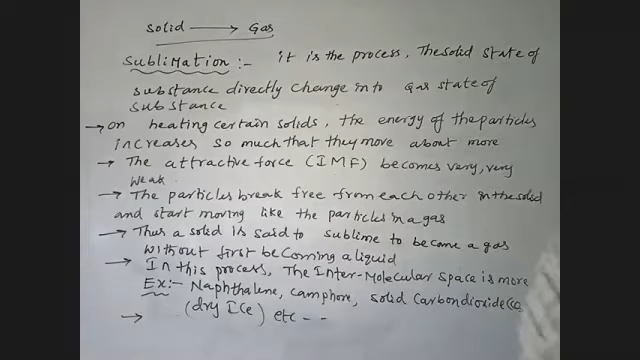 solid ⟶ Gas
Sublimation :- it is the process, The solid state of
substance directly change in to Gas state of
substance
→ on heating certain solids, the energy of the particles
increases so much that they move about more
→ The attractive force (IMF) becomes very, very
weak
→ The particles break free from each other in the solid
and start moving like the particles in a gas
→ Thus a solid is said to sublime to become a gas
without first becoming a liquid
→ In this process, The Inter-Molecular space is more
Ex:- Naphthalene, camphore, solid Carbondioxide (CO
(dry Ice) etc - -
→